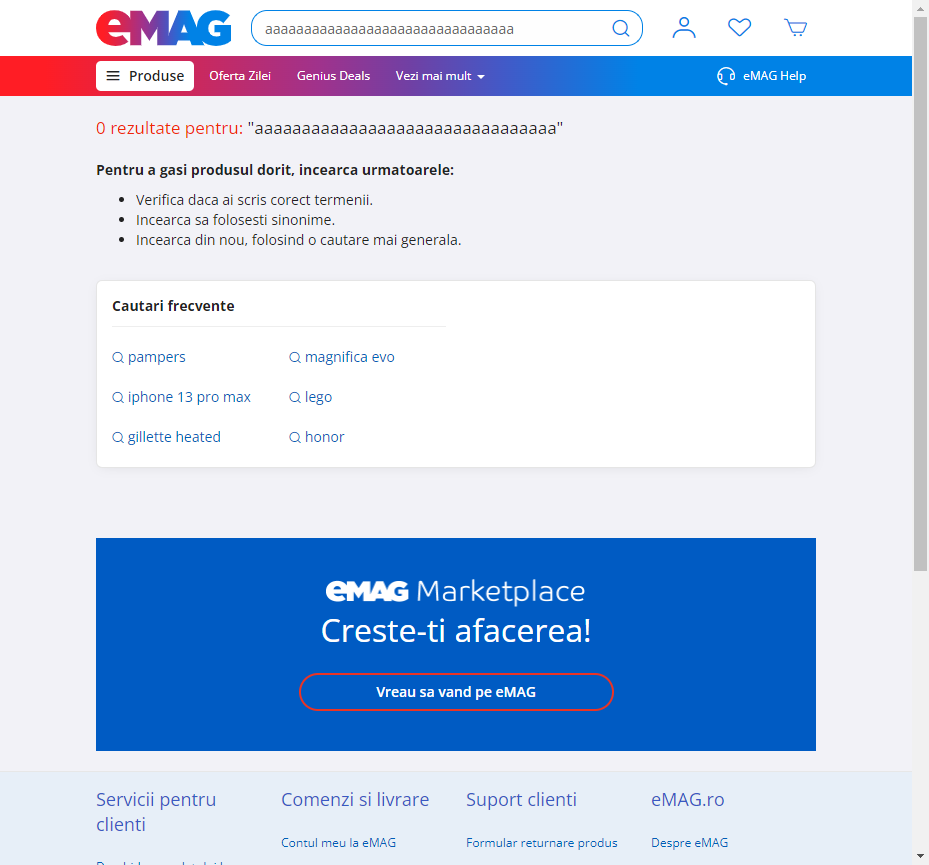 eMAG
aaaaaaaaaaaaaaaaaaaaaaaaaaaaaaaa
Produse
Oferta Zilei
Genius Deals
Vezi mai mult
eMAG Help
0 rezultate pentru: "aaaaaaaaaaaaaaaaaaaaaaaaaaaaaaaa"
Pentru a gasi produsul dorit, incearca urmatoarele:
Verifica daca ai scris corect termenii.
Incearca sa folosesti sinonime.
Incearca din nou, folosind o cautare mai generala.
Cautari frecvente
pampers
magnifica evo
iphone 13 pro max
lego
gillette heated
honor
eMAG Marketplace
Creste-ti afacerea!
Vreau sa vand pe eMAG
Servicii pentru
clienti
Comenzi si livrare
Suport clienti
eMAG.ro
Contul meu la eMAG
Formular returnare produs
Despre eMAG